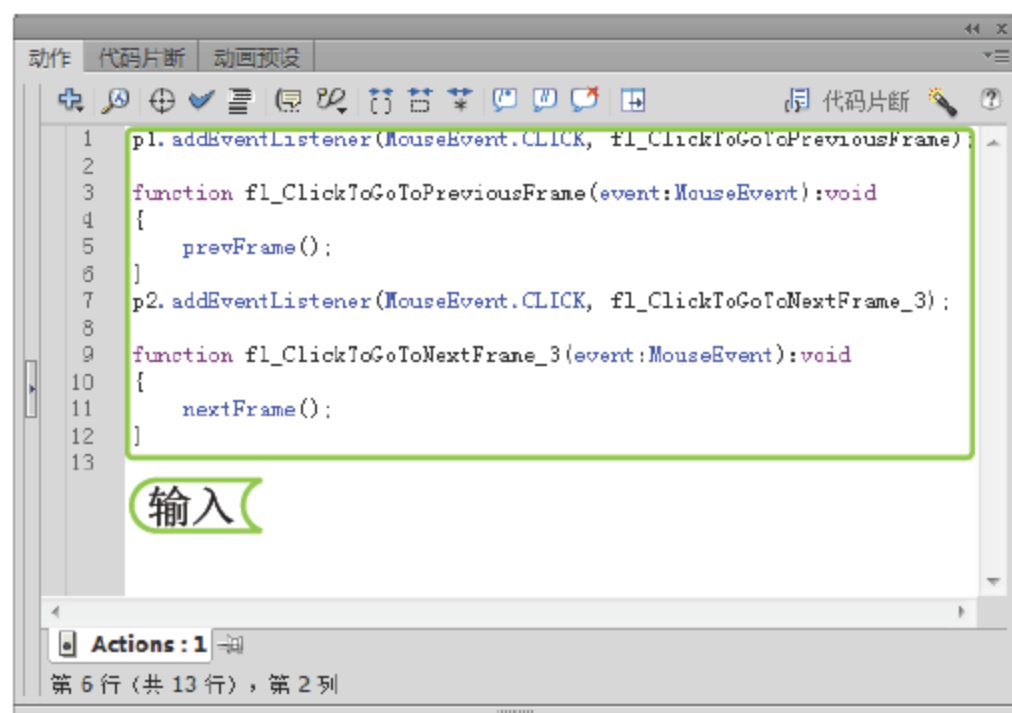 动作 代码片断 动画预设
代码片断
1 p1.addEventListener(MouseEvent.CLICK, fl_ClickToGoToPreviousFrame);
2
3 function fl_ClickToGoToPreviousFrame(event:MouseEvent):void
4 {
5 prevFrame();
6 }
7 p2.addEventListener(MouseEvent.CLICK, fl_ClickToGoToNextFrame_3);
8
9 function fl_ClickToGoToNextFrame_3(event:MouseEvent):void
10 {
11 nextFrame();
12 }
13
输入
Actions : 1
第 6 行 (共 13 行), 第 2 列